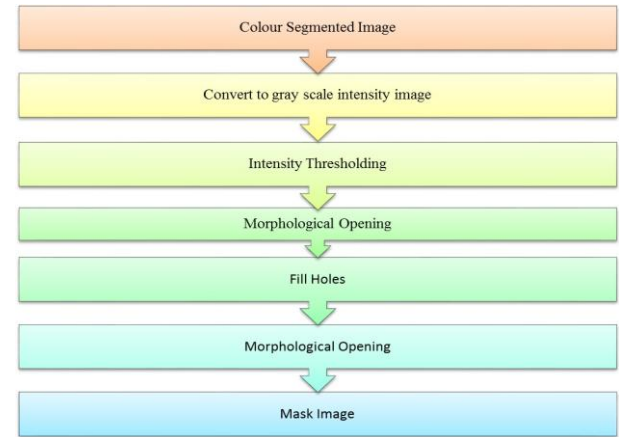 Colour Segmented Image
Convert to gray scale intensity image
Intensity Thresholding
Morphological Opening
Fill Holes
Morphological Opening
Mask Image